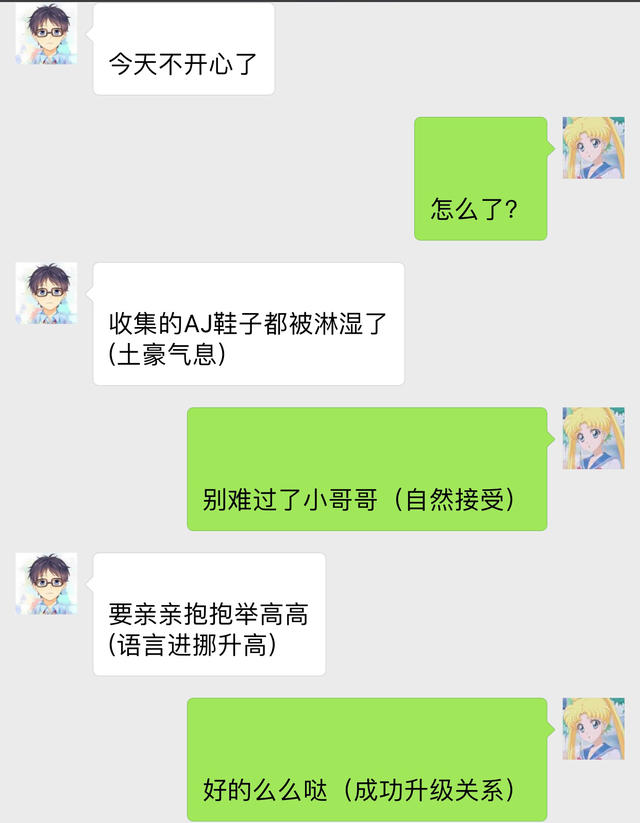 今天不开心了
怎么了?
收集的AJ鞋子都被淋湿了
(土豪气息)
别难过了小哥哥（自然接受）
要亲亲抱抱举高高
(语言进挪升高)
好的么么哒（成功升级关系）